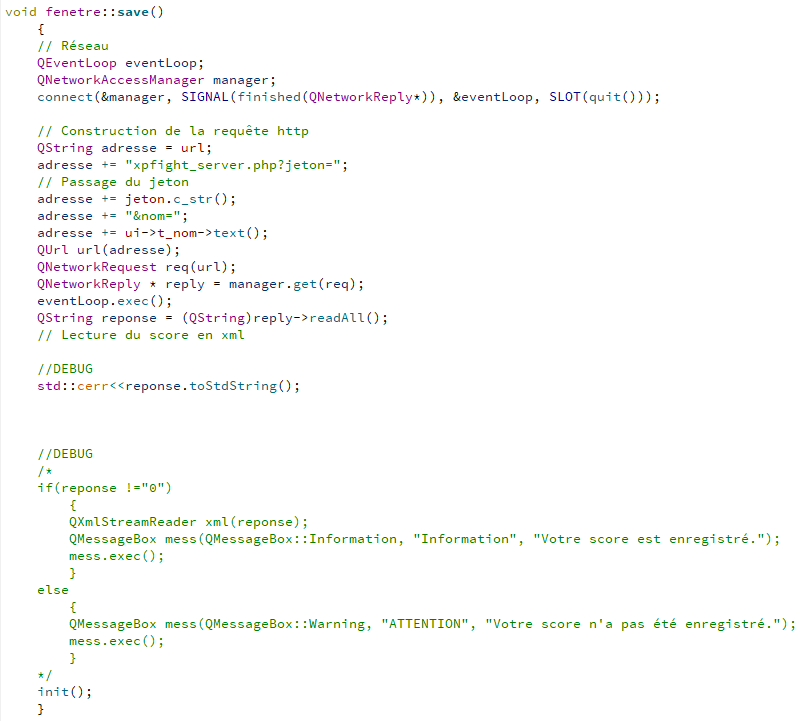 void fenetre::save()
    {
    // Réseau
    QEventLoop eventLoop;
    QNetworkAccessManager manager;
    connect(&manager, SIGNAL(finished(QNetworkReply*)), &eventLoop, SLOT(quit()));

    // Construction de la requête http
    QString adresse = url;
    adresse += "xpfight_server.php?jeton=";
    // Passage du jeton
    adresse += jeton.c_str();
    adresse += "&nom=";
    adresse += ui->t_nom->text();
    QUrl url(adresse);
    QNetworkRequest req(url);
    QNetworkReply * reply = manager.get(req);
    eventLoop.exec();
    QString reponse = (QString)reply->readAll();
    // Lecture du score en xml

    //DEBUG
    std::cerr<<reponse.toStdString();



    //DEBUG
    /*
    if(reponse !="0")
        {
        QXmlStreamReader xml(reponse);
        QMessageBox mess(QMessageBox::Information, "Information", "Votre score est enregistré.");
        mess.exec();
        }
    else
        {
        QMessageBox mess(QMessageBox::Warning, "ATTENTION", "Votre score n'a pas été enregistré.");
        mess.exec();
        }
    */
    init();
    }